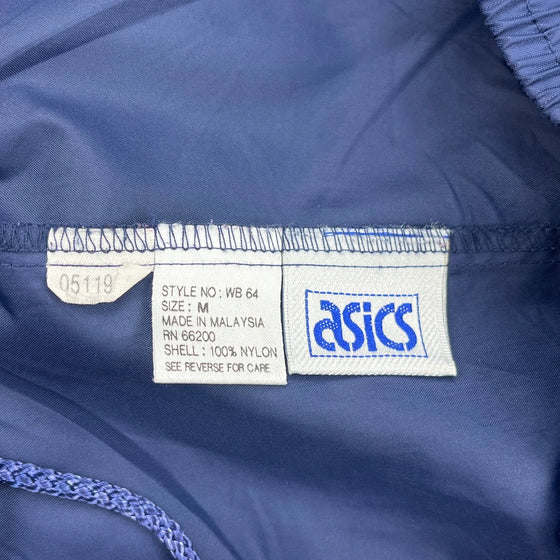 05119
STYLE NO: WB 64
SIZE: M
MADE IN MALAYSIA
RN 66200
SHELL: 100% NYLON
SEE REVERSE FOR CARE
asics